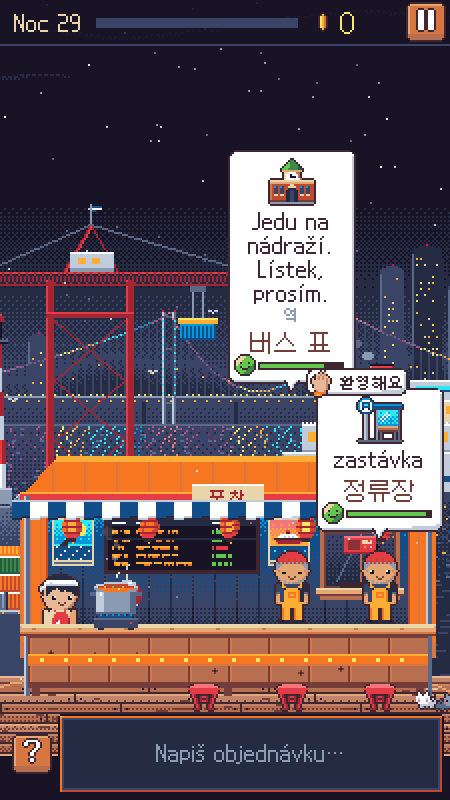 Noc 29
0
Jedu na
nádraží.
Lístek,
prosím.
역
버스 표
환영해요
zastávka
정류장
포차
?
Napiš objednávku…